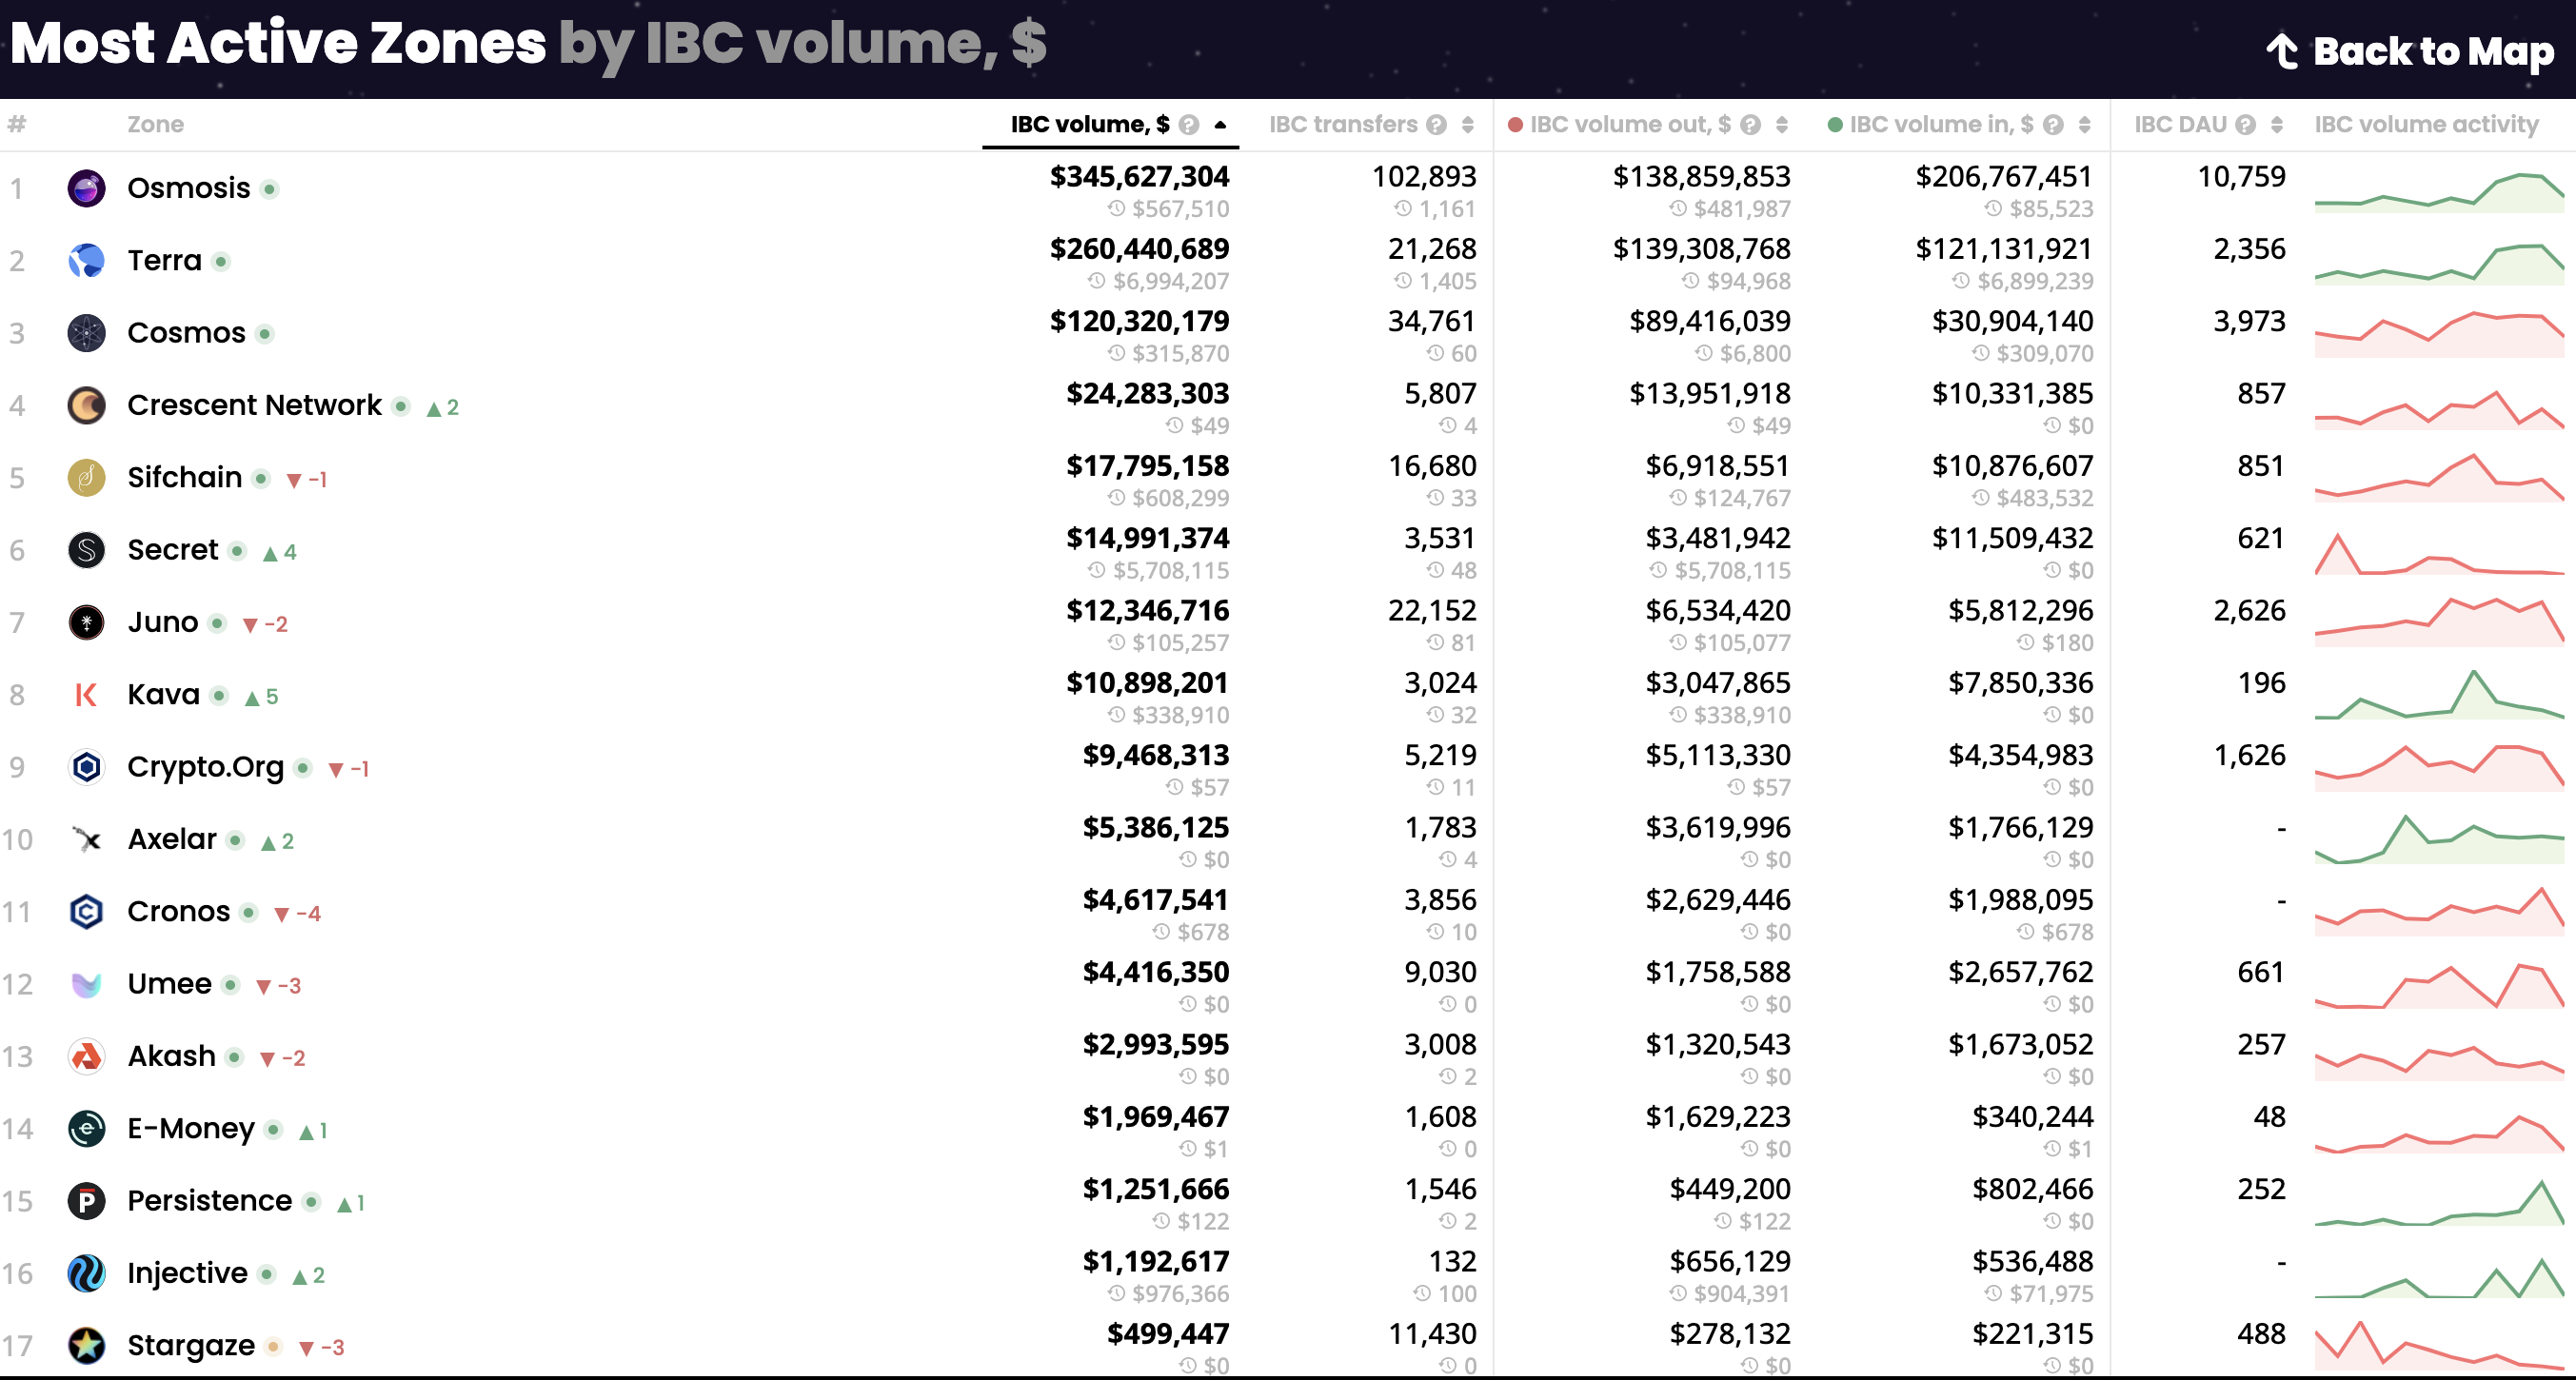 Most Active Zones by IBC volume, $ Back to Map
# Zone IBC volume, $ IBC transfers IBC volume out, $ IBC volume in, $ IBC DAU IBC volume activity
1 Osmosis $345,627,304 102,893 $138,859,853 $206,767,451 10,759
$567,510 1,161 $481,987 $85,523
2 Terra $260,440,689 21,268 $139,308,768 $121,131,921 2,356
$6,994,207 1,405 $94,968 $6,899,239
3 Cosmos $120,320,179 34,761 $89,416,039 $30,904,140 3,973
$315,870 60 $6,800 $309,070
4 Crescent Network ▲ 2 $24,283,303 5,807 $13,951,918 $10,331,385 857
$49 4 $49 $0
5 Sifchain ▼ -1 $17,795,158 16,680 $6,918,551 $10,876,607 851
$608,299 33 $124,767 $483,532
6 Secret ▲ 4 $14,991,374 3,531 $3,481,942 $11,509,432 621
$5,708,115 48 $5,708,115 $0
7 Juno ▼ -2 $12,346,716 22,152 $6,534,420 $5,812,296 2,626
$105,257 81 $105,077 $180
8 Kava ▲ 5 $10,898,201 3,024 $3,047,865 $7,850,336 196
$338,910 32 $338,910 $0
9 Crypto.Org ▼ -1 $9,468,313 5,219 $5,113,330 $4,354,983 1,626
$57 11 $57 $0
10 Axelar ▲ 2 $5,386,125 1,783 $3,619,996 $1,766,129 -
$0 4 $0 $0
11 Cronos ▼ -4 $4,617,541 3,856 $2,629,446 $1,988,095 -
$678 10 $0 $678
12 Umee ▼ -3 $4,416,350 9,030 $1,758,588 $2,657,762 661
$0 0 $0 $0
13 Akash ▼ -2 $2,993,595 3,008 $1,320,543 $1,673,052 257
$0 2 $0 $0
14 E-Money ▲ 1 $1,969,467 1,608 $1,629,223 $340,244 48
$1 0 $0 $1
15 Persistence ▲ 1 $1,251,666 1,546 $449,200 $802,466 252
$122 2 $122 $0
16 Injective ▲ 2 $1,192,617 132 $656,129 $536,488 -
$976,366 100 $904,391 $71,975
17 Stargaze ▼ -3 $499,447 11,430 $278,132 $221,315 488
$0 0 $0 $0